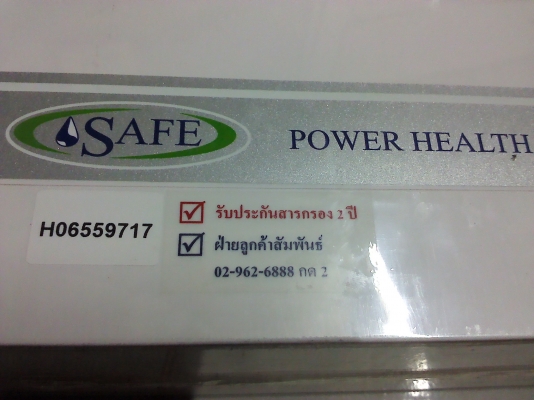 SAFE
POWER HEALTH
H06559717
รับประกันสารกรอง 2 ปี
ฝ่ายลูกค้าสัมพันธ์
02-962-6888 กด 2